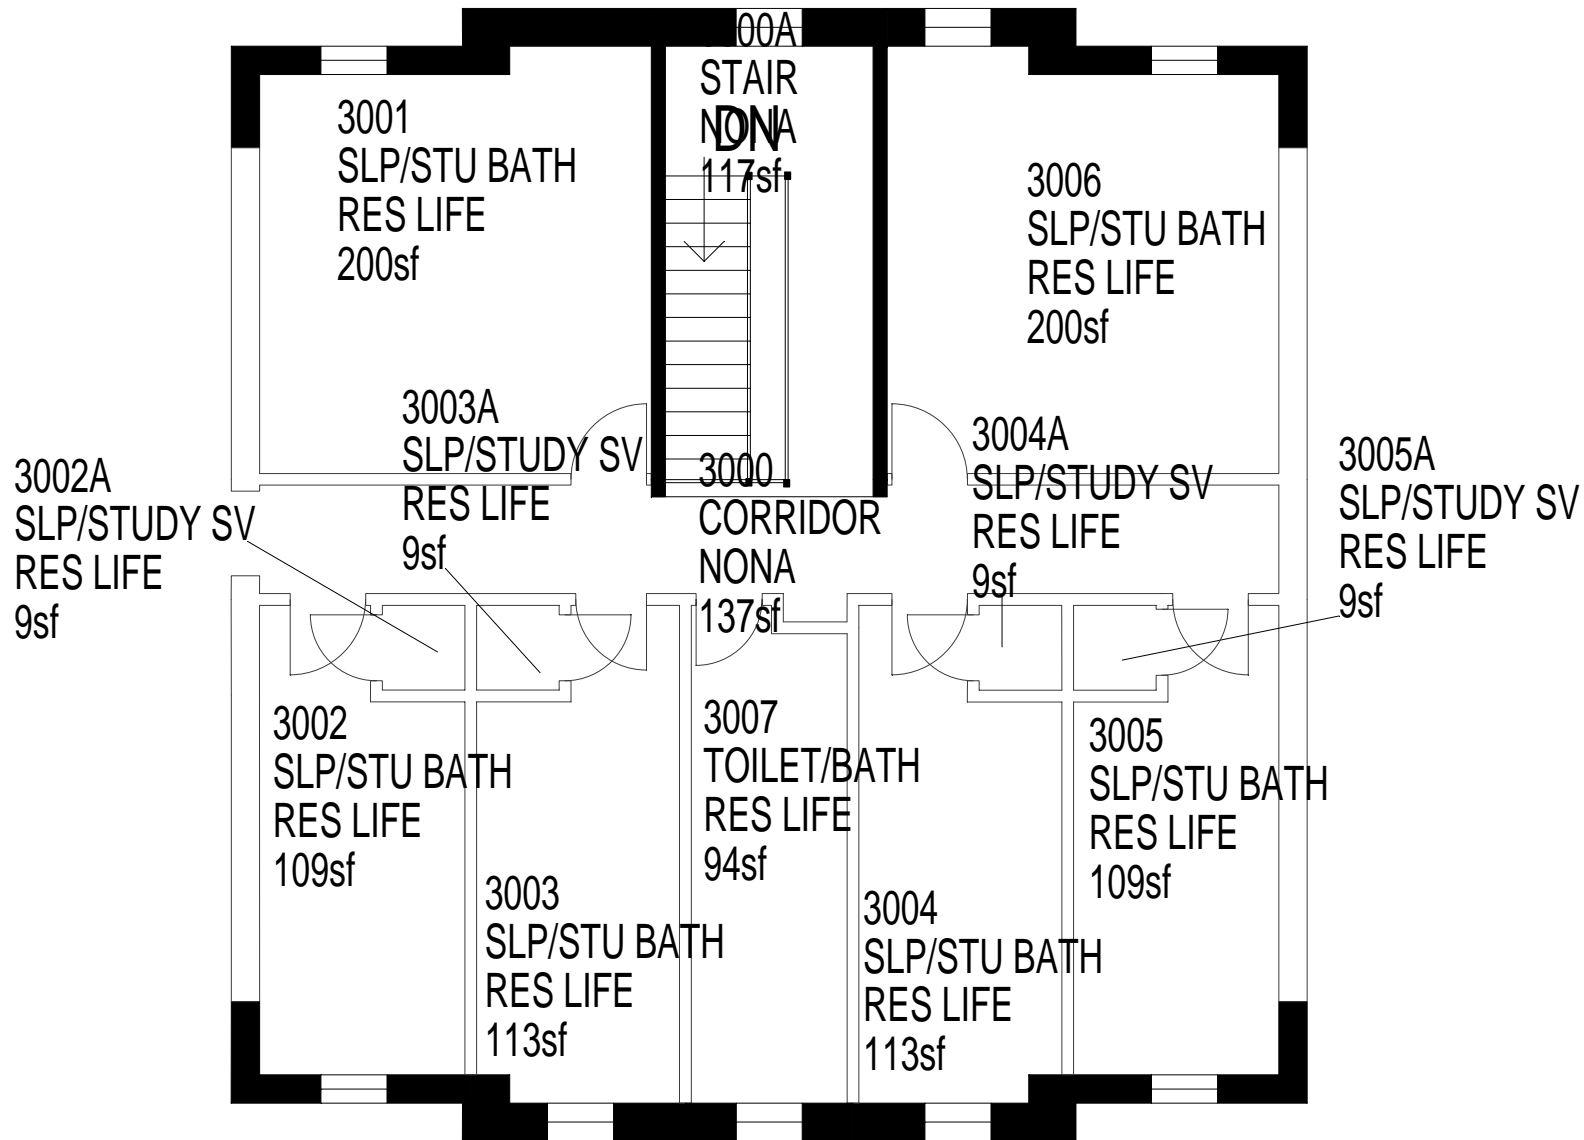 3001
SLP/STU BATH
RES LIFE
200sf
00A
STAIR
NONA
117sf
DN
3006
SLP/STU BATH
RES LIFE
200sf
3002A
SLP/STUDY SV
RES LIFE
9sf
3003A
SLP/STUDY SV
RES LIFE
9sf
3000
CORRIDOR
NONA
137sf
3004A
SLP/STUDY SV
RES LIFE
9sf
3005A
SLP/STUDY SV
RES LIFE
9sf
3002
SLP/STU BATH
RES LIFE
109sf
3003
SLP/STU BATH
RES LIFE
113sf
3007
TOILET/BATH
RES LIFE
94sf
3004
SLP/STU BATH
RES LIFE
113sf
3005
SLP/STU BATH
RES LIFE
109sf